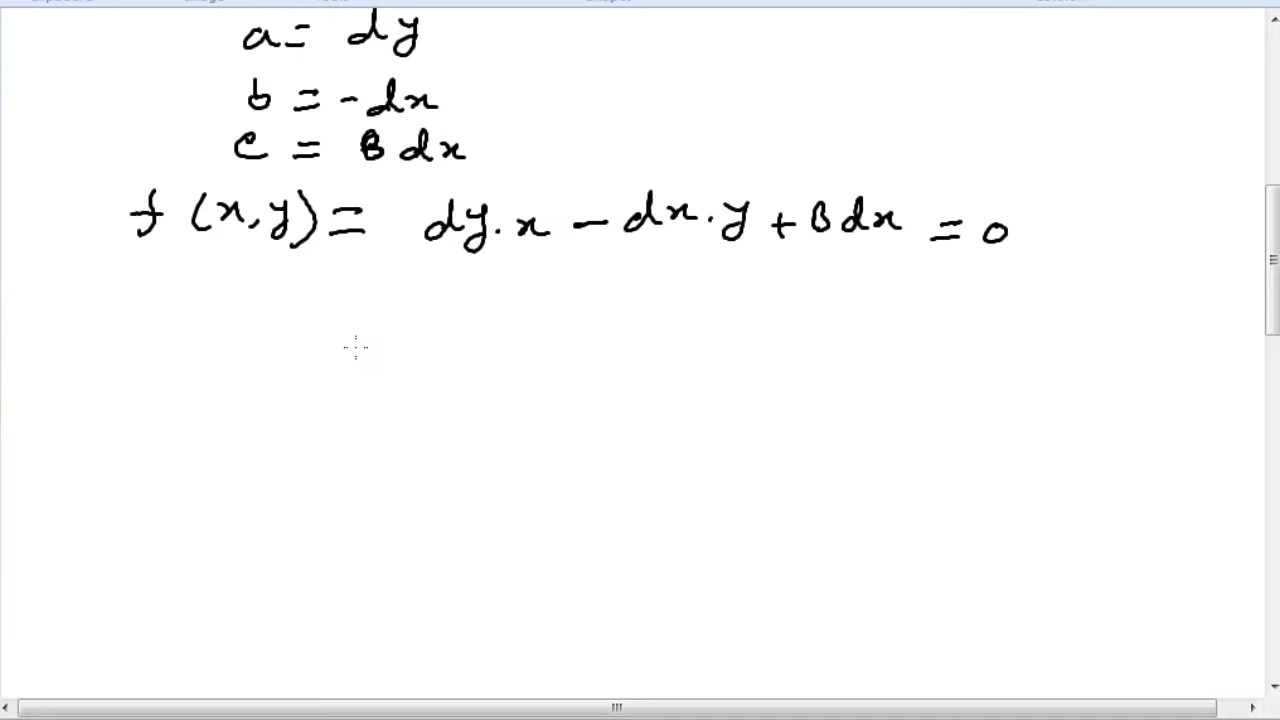 a = dy
b = -dx
c = B dx
f (x,y) = dy.x - dx.y + B dx = 0